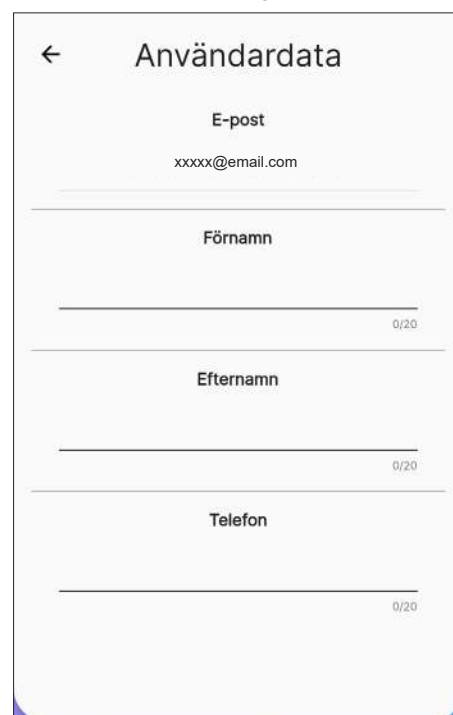 Användardata
E-post
xxxxx@email.com
Förnamn
0/20
Efternamn
0/20
Telefon
0/20